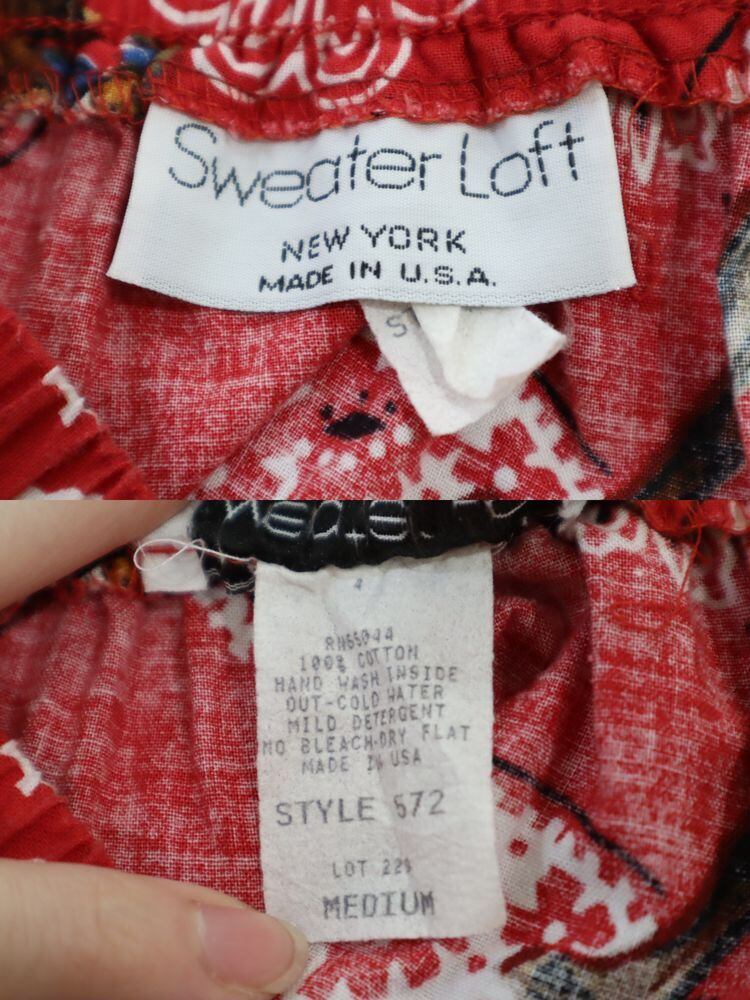 Sweater Loft
NEW YORK
MADE IN U.S.A.
S
4
RN65044
100% COTTON
HAND WASH INSIDE
OUT-COLD WATER
MILD DETERGENT
NO BLEACH-DRY FLAT
MADE IN USA
STYLE 572
LOT
MEDIUM